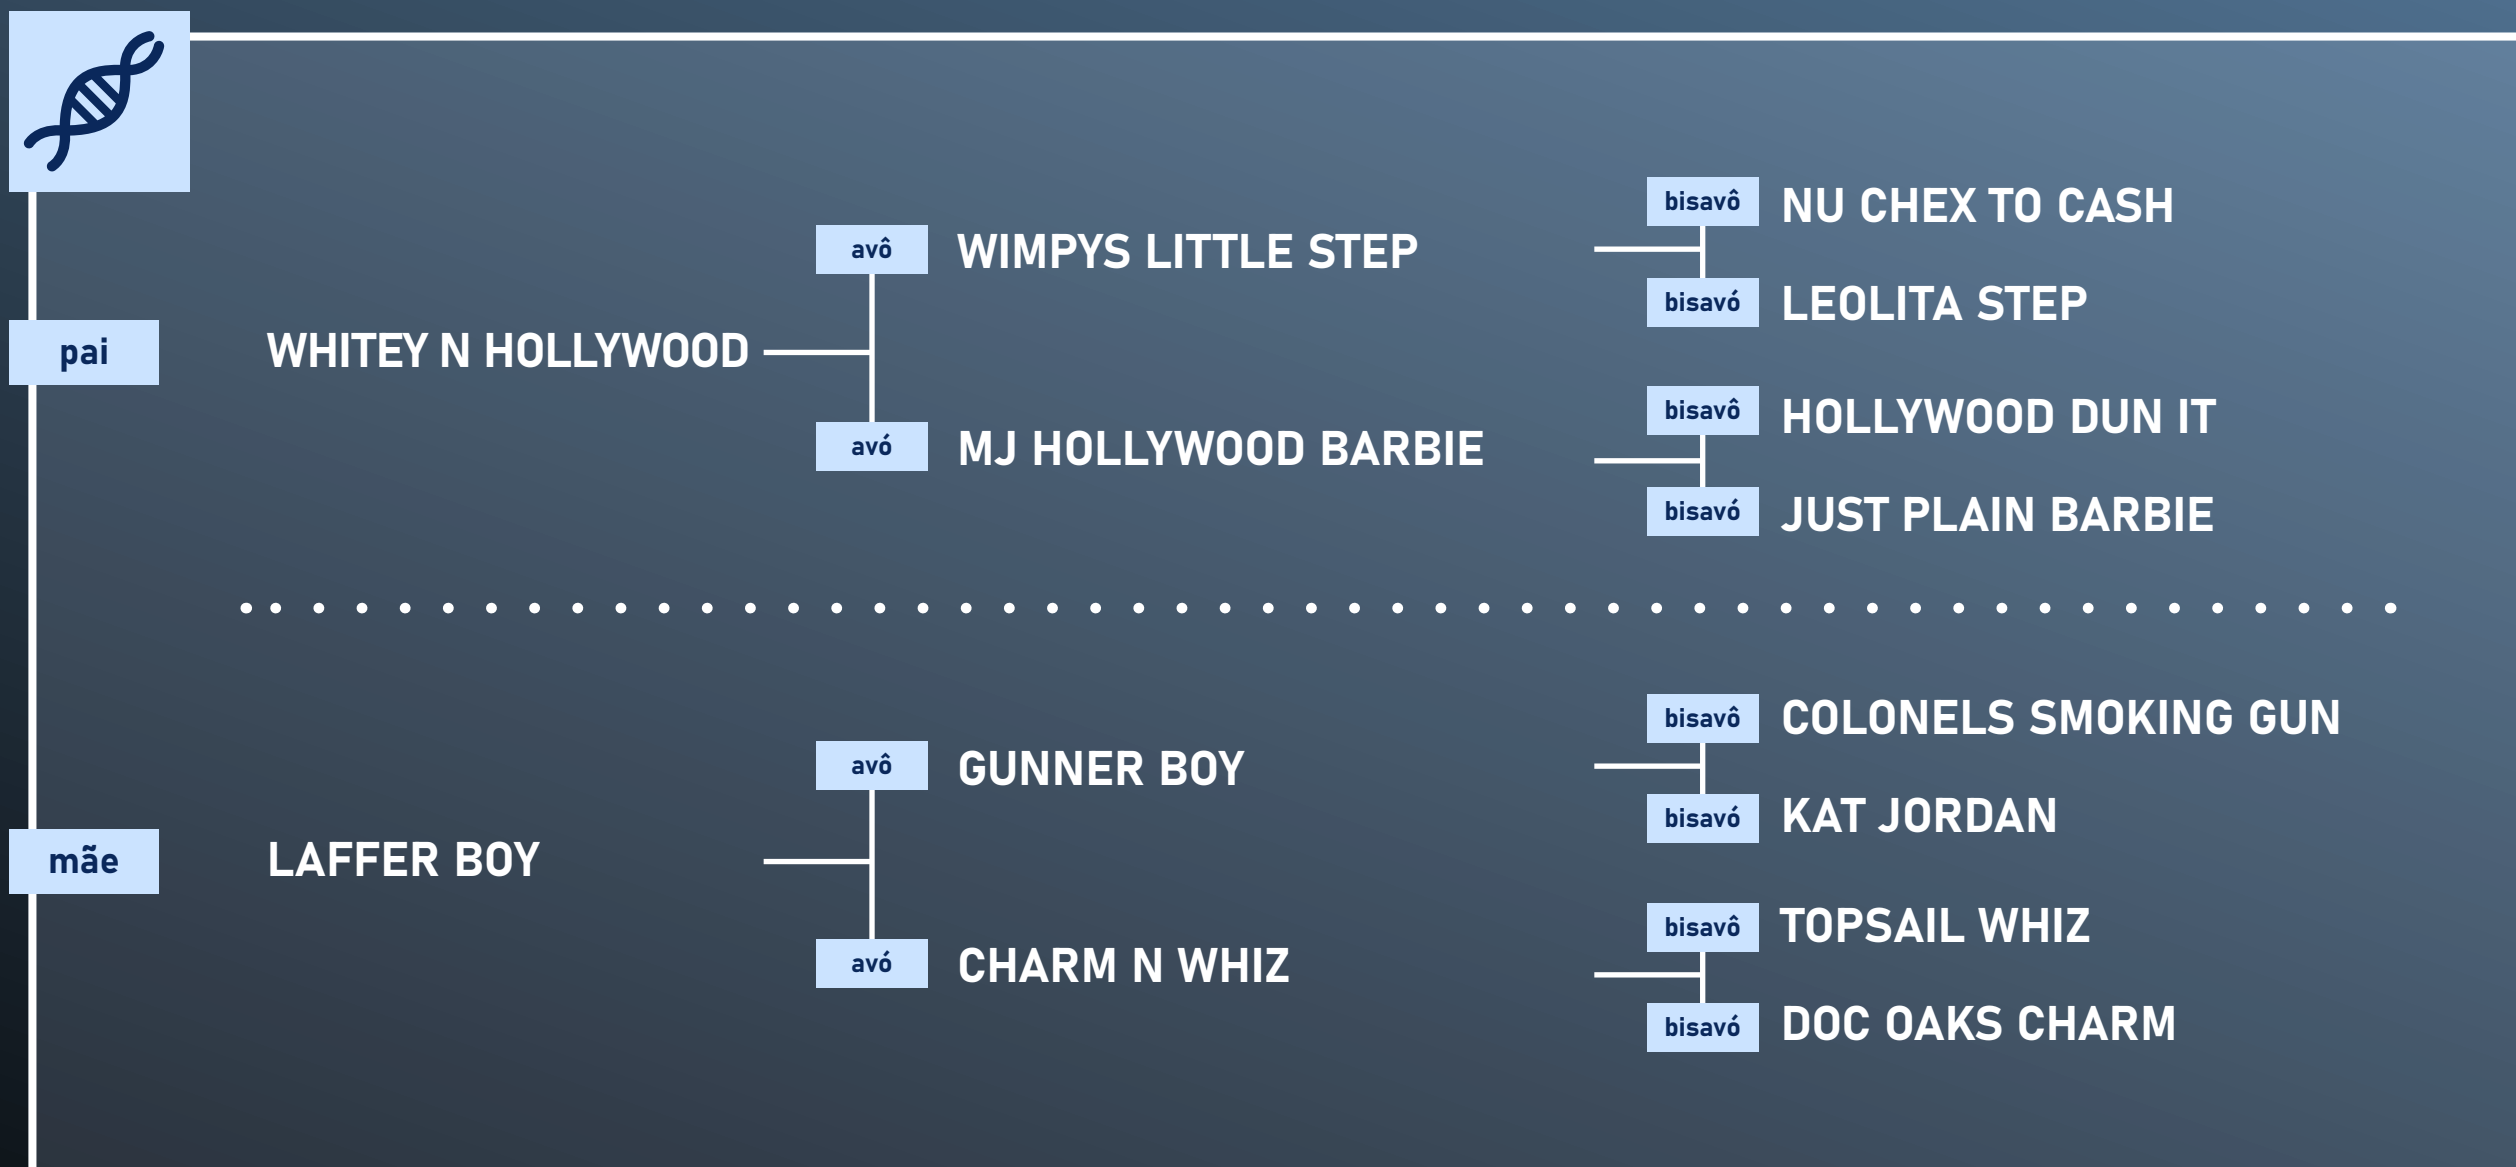 pai
WHITEY N HOLLYWOOD
avô
WIMPYS LITTLE STEP
bisavô
NU CHEX TO CASH
bisavó
LEOLITA STEP
avó
MJ HOLLYWOOD BARBIE
bisavô
HOLLYWOOD DUN IT
bisavó
JUST PLAIN BARBIE
mãe
LAFFER BOY
avô
GUNNER BOY
bisavô
COLONELS SMOKING GUN
bisavó
KAT JORDAN
avó
CHARM N WHIZ
bisavô
TOPSAIL WHIZ
bisavó
DOC OAKS CHARM